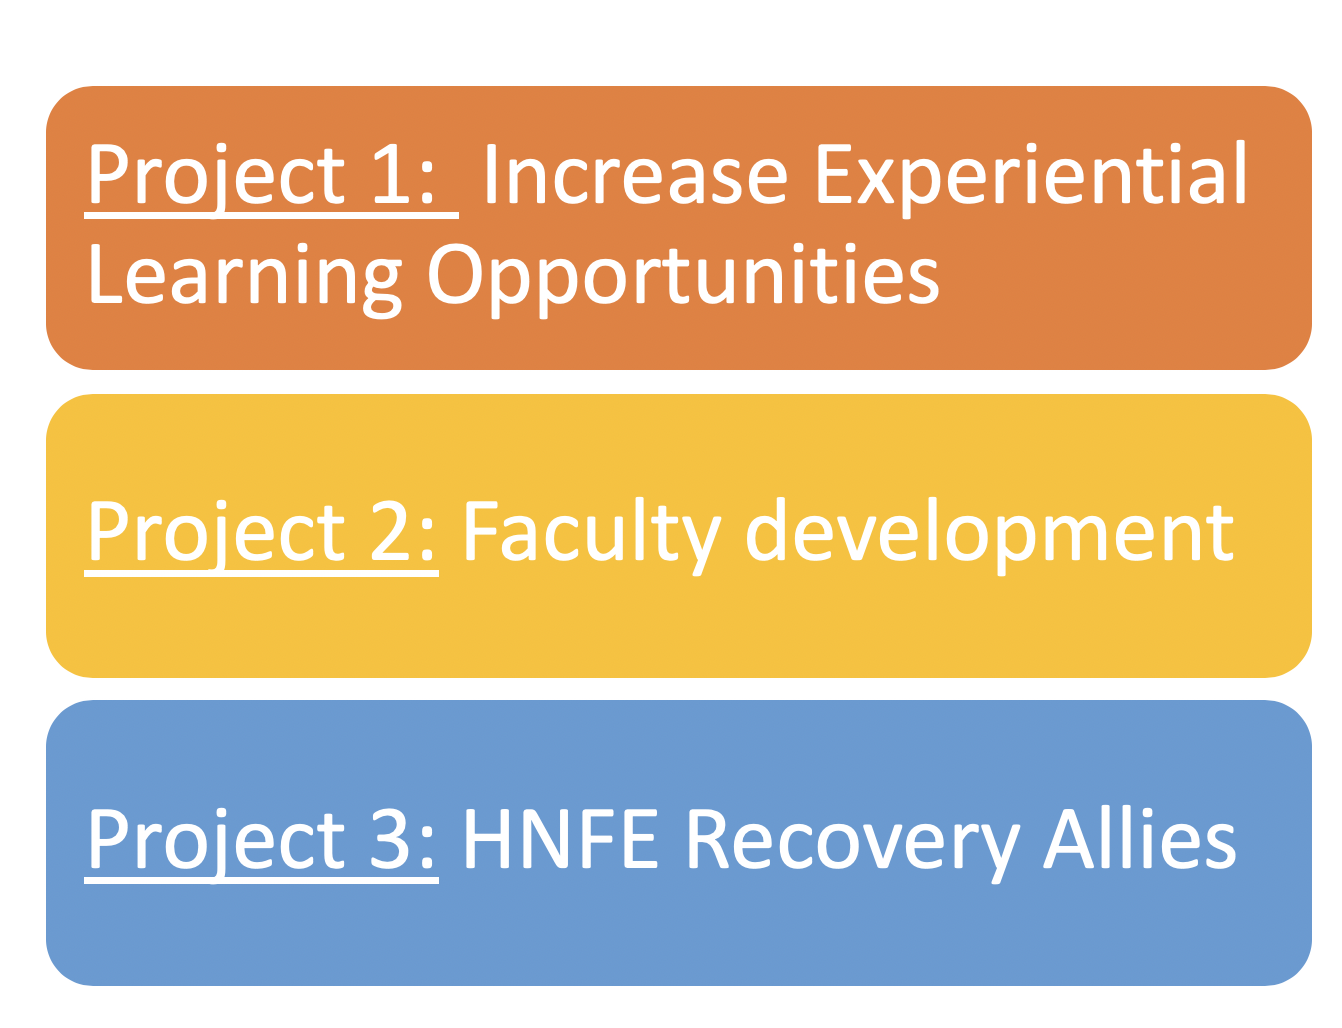 Project 1:  Increase Experiential
Learning Opportunities
Project 2: Faculty development
Project 3: HNFE Recovery Allies